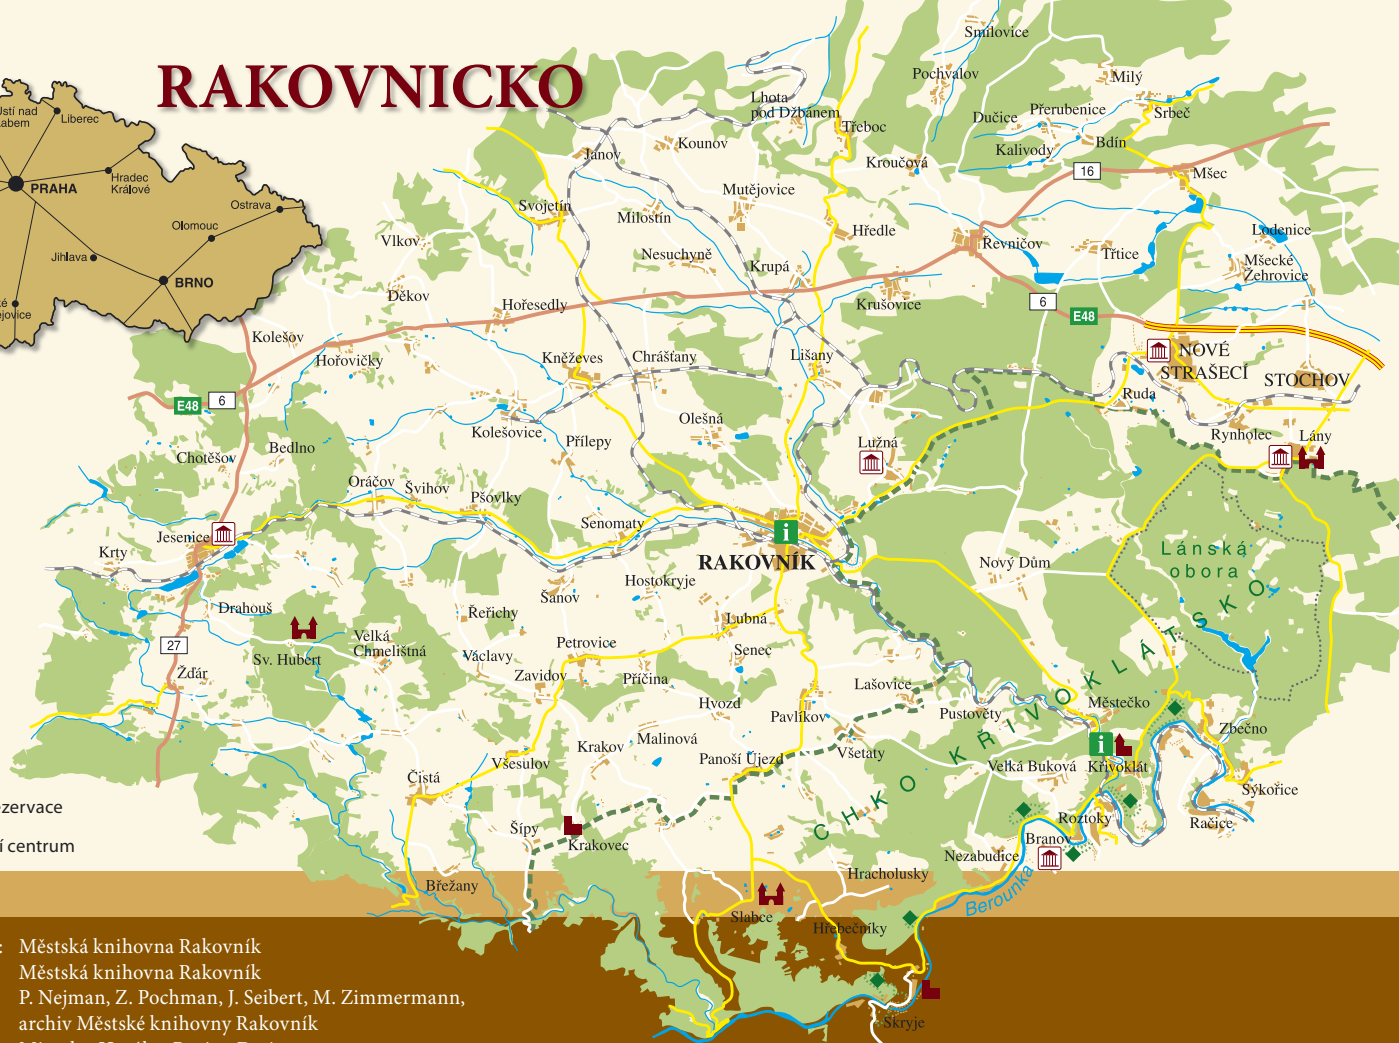 RAKOVNICKO
Ústí nad
Labem
Liberec
PRAHA
Hradec
Králové
Ostrava
Olomouc
Jihlava
BRNO
Smilovice
Pochvalov
Milý
Lhota
pod Džbánem
Třeboc
Dučice
Přerubenice
Srbeč
Kounov
Janov
Kroučová
Kalivody
Bdín
16
Mšec
Mutějovice
Svojetín
Milostín
Vlkov
Hředle
Řevničov
Lodenice
Nesuchyně
Krupá
Třtice
Mšecké
Žehrovice
Děkov
Hořesedly
Krušovice
6
E48
Kolešov
Hořovičky
Kněževes
Chrášťany
Lišany
NOVÉ
STRAŠECÍ
STOCHOV
E48
6
Ruda
Kolešovice
Olešná
Přílepy
Lužná
Rynholec
Lány
Bedlno
Chotěšov
Oráčov
Švihov
Pšovlky
Senomaty
i
Jesenice
Krty
RAKOVNÍK
Nový Dům
Lánská
obora
Hostokryje
Šanov
Drahouš
Řeřichy
Lubná
27
Velká
Chmelištná
Sv. Hubert
Petrovice
Senec
Václavy
Žďár
Zavidov
Příčina
Lašovice
Hvozd
Pavlíkov
Pustověty
Městečko
Zbečno
CHKO KŘIVOKLÁTSKO
Krakov
Malinová
Všetaty
i
Všesulov
Panoší Újezd
Velká Buková
Křivoklát
Čistá
Sýkořice
ezervace
Šípy
Roztoky
Račice
í centrum
Krakovec
Branov
Nezabudice
Břežany
Hracholusky
Berounka
Slabce
Hřebečníky
: Městská knihovna Rakovník
Městská knihovna Rakovník
P. Nejman, Z. Pochman, J. Seibert, M. Zimmermann,
archiv Městské knihovny Rakovník
Skryje